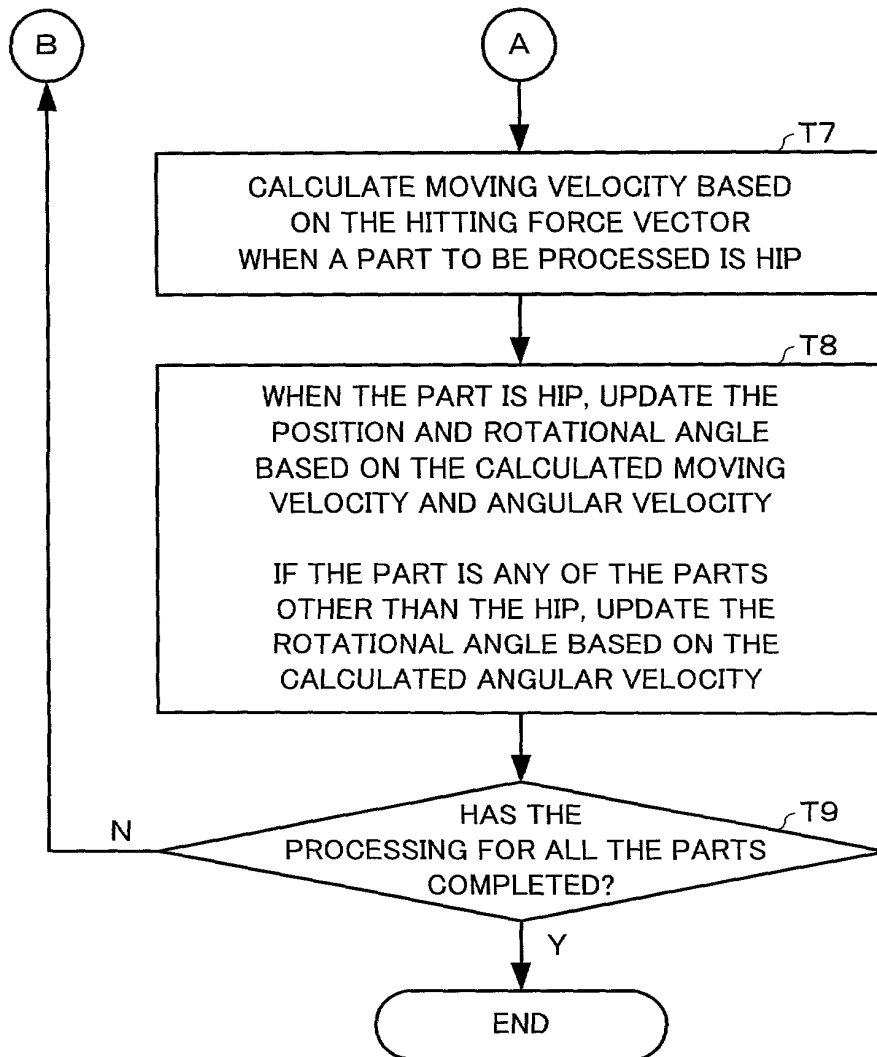 B
A
T7
CALCULATE MOVING VELOCITY BASED
ON THE HITTING FORCE VECTOR
WHEN A PART TO BE PROCESSED IS HIP
T8
WHEN THE PART IS HIP, UPDATE THE
POSITION AND ROTATIONAL ANGLE
BASED ON THE CALCULATED MOVING
VELOCITY AND ANGULAR VELOCITY
IF THE PART IS ANY OF THE PARTS
OTHER THAN THE HIP, UPDATE THE
ROTATIONAL ANGLE BASED ON THE
CALCULATED ANGULAR VELOCITY
T9
HAS THE
PROCESSING FOR ALL THE PARTS
COMPLETED?
N
Y
END